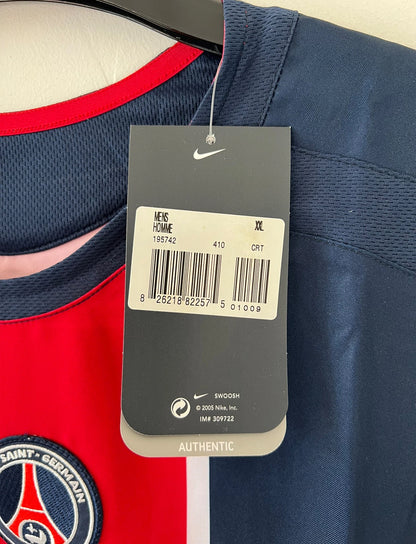 MENS XXL
HOMME
195742 410 CRT
8 26218 82257 5 01009
SWOOSH
© 2005 Nike, Inc.
IM# 309722
AUTHENTIC
SAINT-GERMAIN